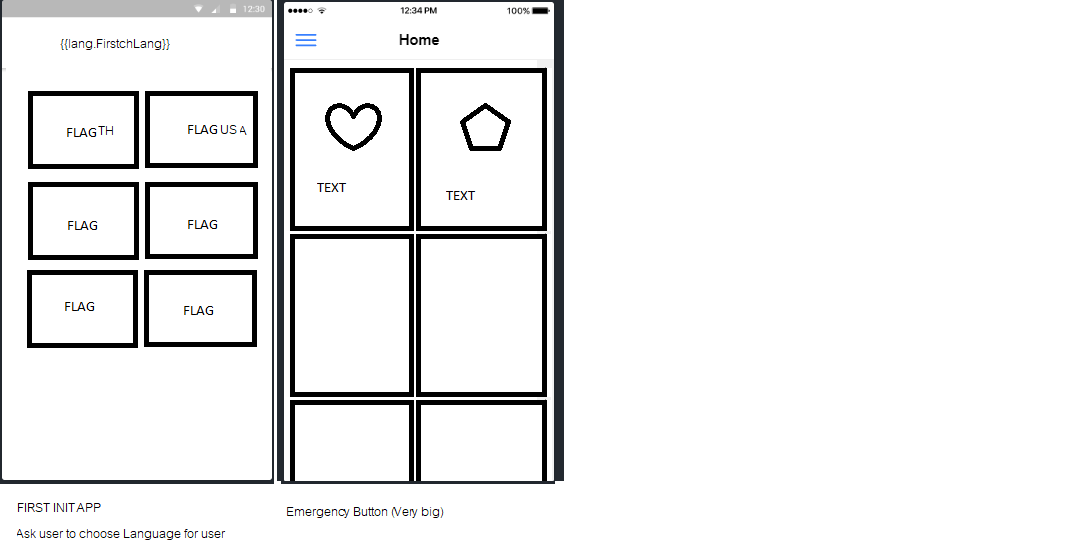 12:30
{{lang.FirstchLang}}
FLAG TH
FLAG US A
FLAG
FLAG
FLAG
FLAG
FIRST INIT APP
Ask user to choose Language for user
12:34 PM
100%
Home
TEXT
TEXT
Emergency Button (Very big)